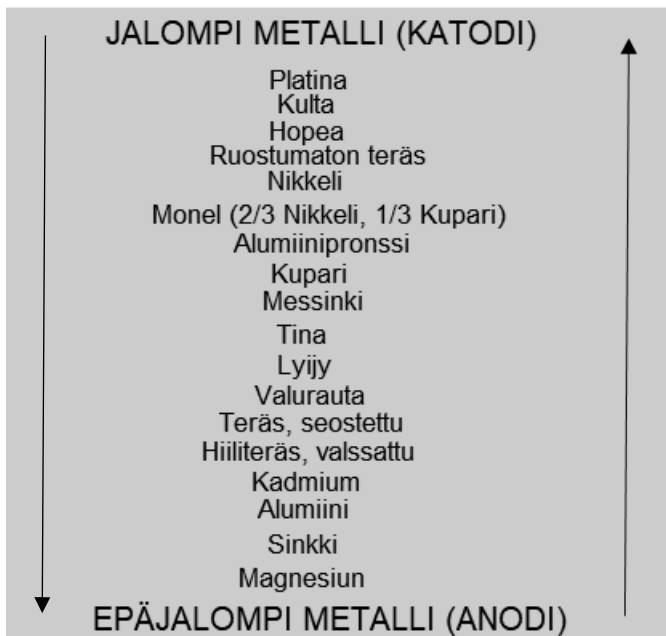 JALOMPI METALLI (KATODI)
Platina
Kulta
Hopea
Ruostumaton teräs
Nikkeli
Monel (2/3 Nikkeli, 1/3 Kupari)
Alumiinipronssi
Kupari
Messinki
Tina
Lyijy
Valurauta
Teräs, seostettu
Hiiliteräs, valssattu
Kadmium
Alumiini
Sinkki
Magnesiun
EPÄJALOMPI METALLI (ANODI)